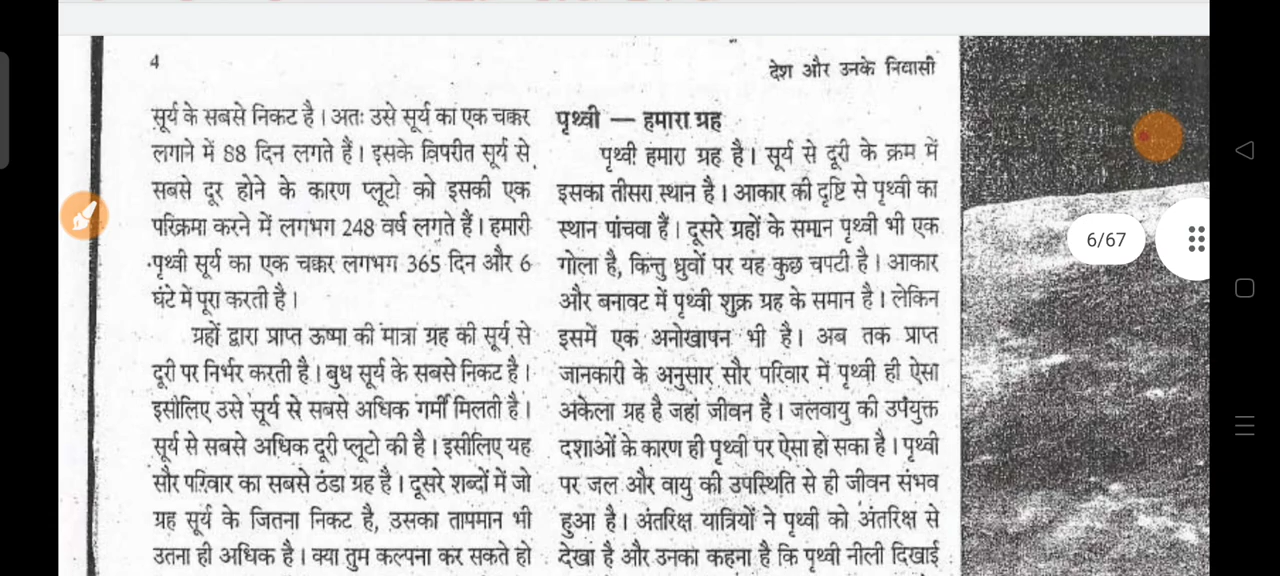 4
देश और उनके निवासी
सूर्य के सबसे निकट है। अतः उसे सूर्य का एक चक्कर
लगाने में 88 दिन लगते हैं। इसके विपरीत सूर्य से
सबसे दूर होने के कारण प्लूटो को इसकी एक
परिक्रमा करने में लगभग 248 वर्ष लगते हैं। हमारी
पृथ्वी सूर्य का एक चक्कर लगभग 365 दिन और 6
घंटे में पूरा करती है।
ग्रहों द्वारा प्राप्त ऊष्मा की मात्रा ग्रह की सूर्य से
दूरी पर निर्भर करती है। बुध सूर्य के सबसे निकट है।
इसीलिए उसे सूर्य से सबसे अधिक गर्मी मिलती है।
सूर्य से सबसे अधिक दूरी प्लूटो की है। इसीलिए यह
सौर परिवार का सबसे ठंडा ग्रह है। दूसरे शब्दों में जो
ग्रह सूर्य के जितना निकट है, उसका तापमान भी
उतना ही अधिक है। क्या तुम कल्पना कर सकते हो
पृथ्वी — हमारा ग्रह
पृथ्वी हमारा ग्रह है। सूर्य से दूरी के क्रम में
इसका तीसरा स्थान है। आकार की दृष्टि से पृथ्वी का
स्थान पांचवा हैं। दूसरे ग्रहों के समान पृथ्वी भी एक
गोला है, किन्तु ध्रुवों पर यह कुछ चपटी है। आकार
और बनावट में पृथ्वी शुक्र ग्रह के समान है। लेकिन
इसमें एक अनोखापन भी है। अब तक प्राप्त
जानकारी के अनुसार सौर परिवार में पृथ्वी ही ऐसा
अकेला ग्रह है जहां जीवन है। जलवायु की उपयुक्त
दशाओं के कारण ही पृथ्वी पर ऐसा हो सका है। पृथ्वी
पर जल और वायु की उपस्थिति से ही जीवन संभव
हुआ है। अंतरिक्ष यात्रियों ने पृथ्वी को अंतरिक्ष से
देखा है और उनका कहना है कि पृथ्वी नीली दिखाई
6/67